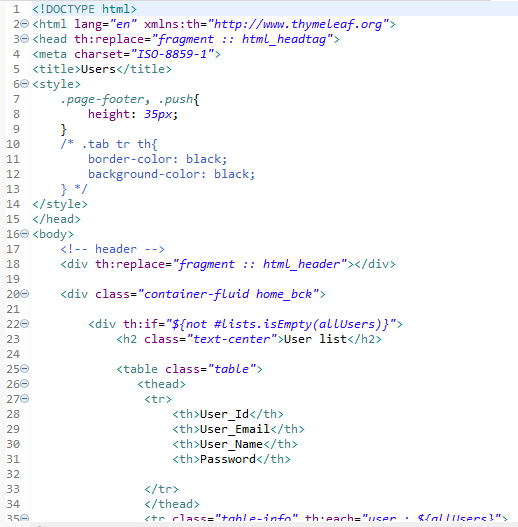 1 <!DOCTYPE html>
2 <html lang="en" xmlns:th="http://www.thymeleaf.org">
3 <head th:replace="fragment :: html_headtag">
4 <meta charset="ISO-8859-1">
5 <title>Users</title>
6 <style>
7 .page-footer, .push{
8 height: 35px;
9 }
10 /* .tab tr th{
11 border-color: black;
12 background-color: black;
13 } */
14 </style>
15 </head>
16 <body>
17 <!-- header -->
18 <div th:replace="fragment :: html_header"></div>
19
20 <div class="container-fluid home_bck">
21
22 <div th:if="${not #lists.isEmpty(allUsers)}">
23 <h2 class="text-center">User list</h2>
24
25 <table class="table">
26 <thead>
27 <tr>
28 <th>User_Id</th>
29 <th>User_Email</th>
30 <th>User_Name</th>
31 <th>Password</th>
32
33 </tr>
34 </thead>
35 <tr class="table-info" th:each="user : ${allUsers}">